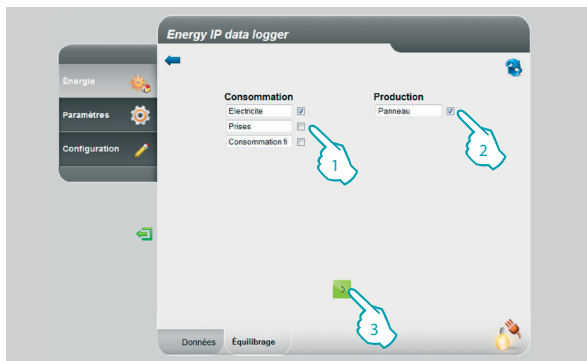 Energy IP data logger
Énergie
Paramètres
Configuration
Consommation
Electricite
Prises
Consommation fi
Production
Panneau
1
2
3
Données
Équilibrage